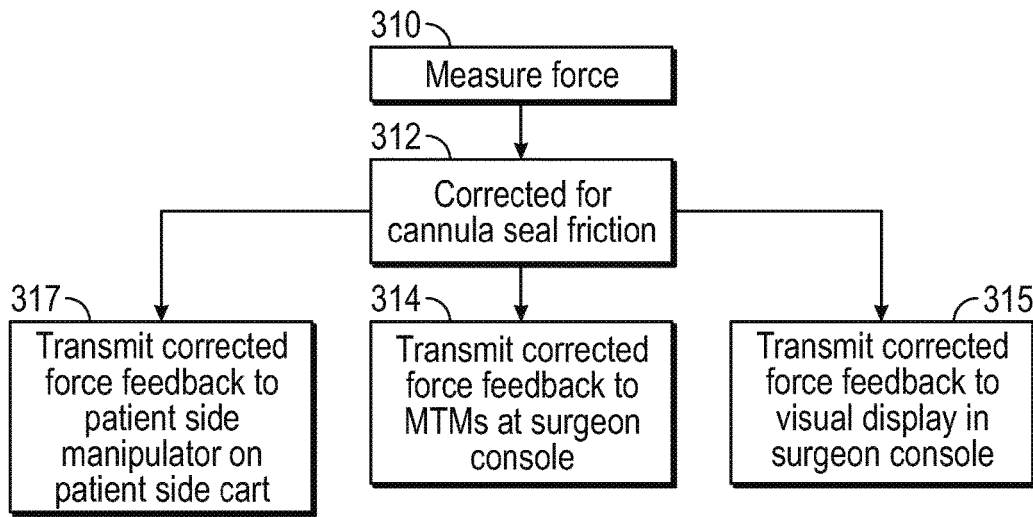 310
Measure force
312
Corrected for
cannula seal friction
317
Transmit corrected
force feedback to
patient side
manipulator on
patient side cart
314
Transmit corrected
force feedback to
MTMs at surgeon
console
315
Transmit corrected
force feedback to
visual display in
surgeon console